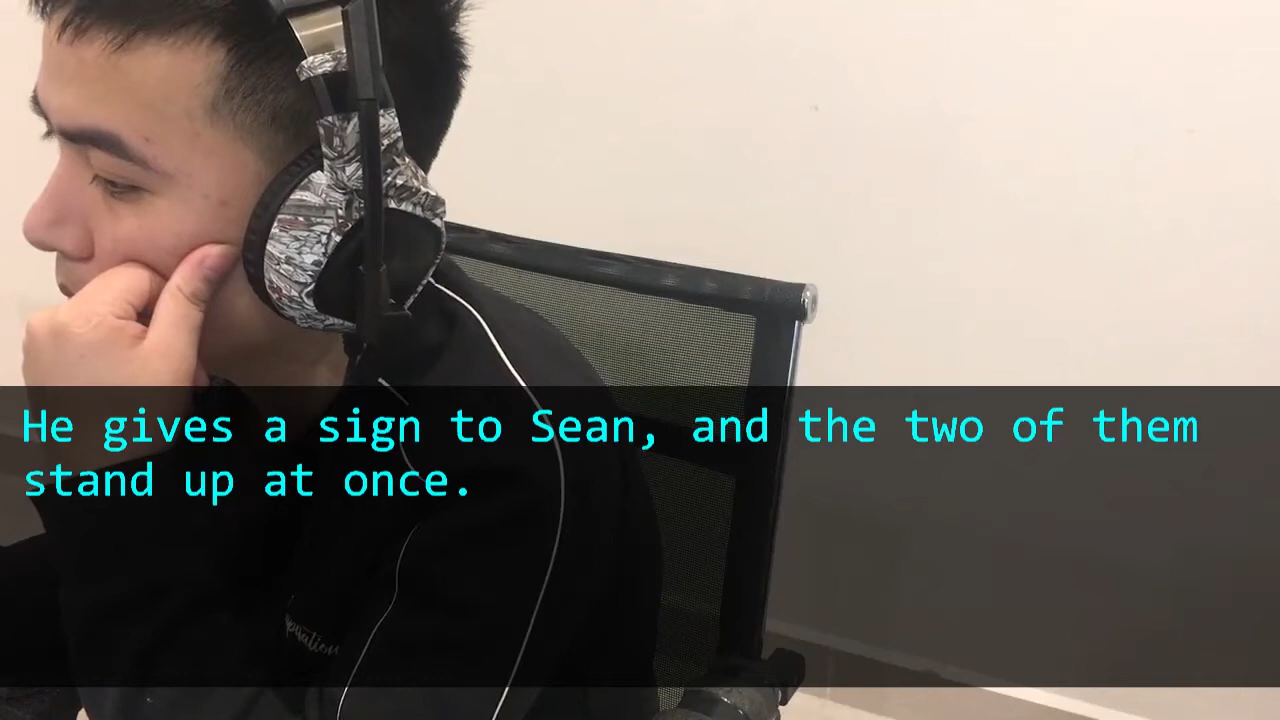 He gives a sign to Sean, and the two of them
stand up at once.